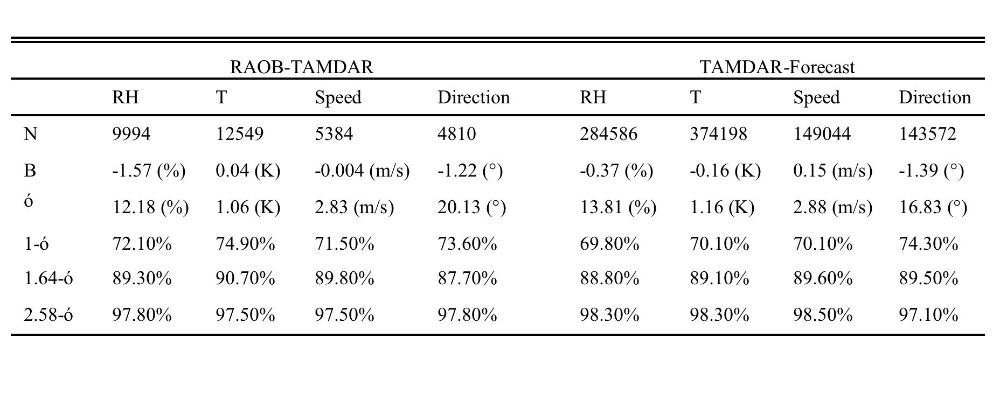 RAOB-TAMDAR TAMDAR-Forecast
RH T Speed Direction RH T Speed Direction
N 9994 12549 5384 4810 284586 374198 149044 143572
B -1.57 (%) 0.04 (K) -0.004 (m/s) -1.22 (°) -0.37 (%) -0.16 (K) 0.15 (m/s) -1.39 (°)
ó 12.18 (%) 1.06 (K) 2.83 (m/s) 20.13 (°) 13.81 (%) 1.16 (K) 2.88 (m/s) 16.83 (°)
1-ó 72.10% 74.90% 71.50% 73.60% 69.80% 70.10% 70.10% 74.30%
1.64-ó 89.30% 90.70% 89.80% 87.70% 88.80% 89.10% 89.60% 89.50%
2.58-ó 97.80% 97.50% 97.50% 97.80% 98.30% 98.30% 98.50% 97.10%